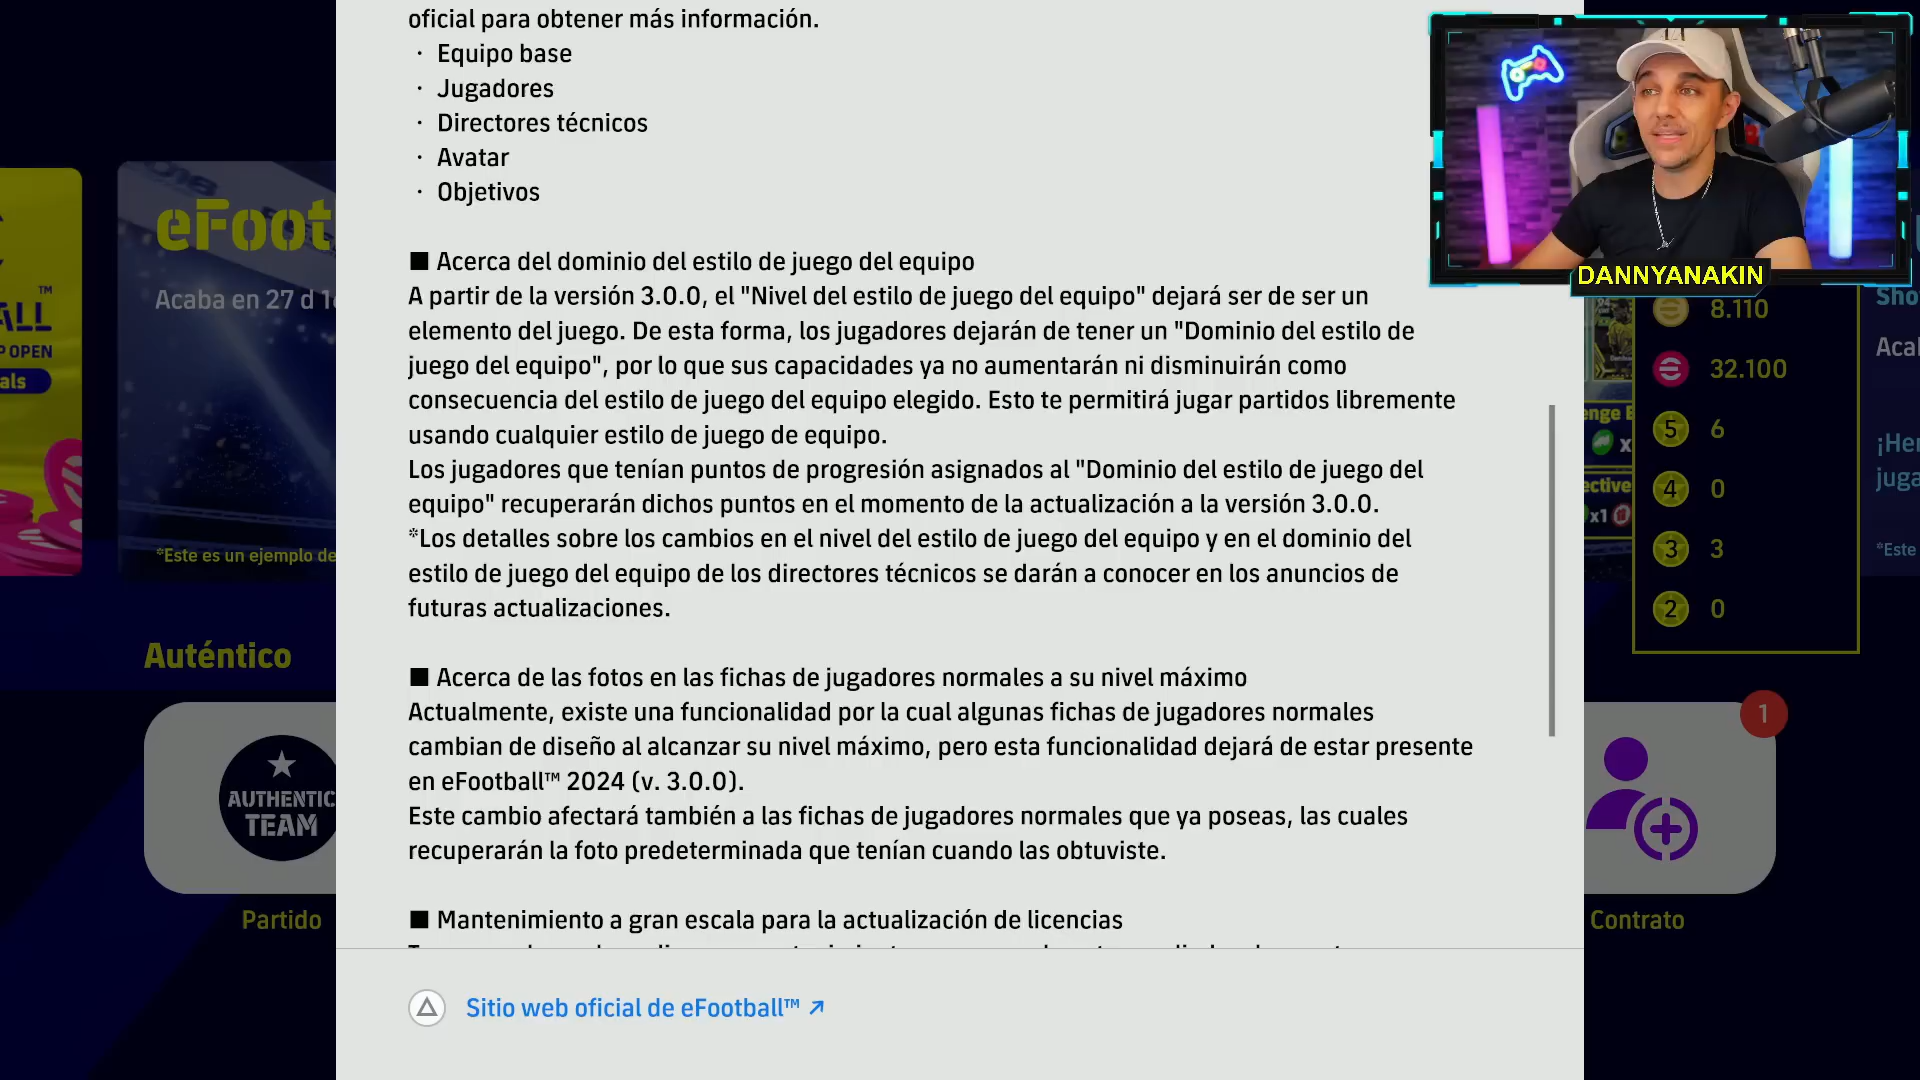 oficial para obtener más información.
· Equipo base
· Jugadores
· Directores técnicos
· Avatar
· Objetivos
■ Acerca del dominio del estilo de juego del equipo
A partir de la versión 3.0.0, el "Nivel del estilo de juego del equipo" dejará ser de ser un
elemento del juego. De esta forma, los jugadores dejarán de tener un "Dominio del estilo de
juego del equipo", por lo que sus capacidades ya no aumentarán ni disminuirán como
consecuencia del estilo de juego del equipo elegido. Esto te permitirá jugar partidos libremente
usando cualquier estilo de juego de equipo.
Los jugadores que tenían puntos de progresión asignados al "Dominio del estilo de juego del
equipo" recuperarán dichos puntos en el momento de la actualización a la versión 3.0.0.
*Los detalles sobre los cambios en el nivel del estilo de juego del equipo y en el dominio del
estilo de juego del equipo de los directores técnicos se darán a conocer en los anuncios de
futuras actualizaciones.
■ Acerca de las fotos en las fichas de jugadores normales a su nivel máximo
Actualmente, existe una funcionalidad por la cual algunas fichas de jugadores normales
cambian de diseño al alcanzar su nivel máximo, pero esta funcionalidad dejará de estar presente
en eFootball™ 2024 (v. 3.0.0).
Este cambio afectará también a las fichas de jugadores normales que ya poseas, las cuales
recuperarán la foto predeterminada que tenían cuando las obtuviste.
■ Mantenimiento a gran escala para la actualización de licencias
Sitio web oficial de eFootball™ ↗
DANNYANAKIN
ALL™
P OPEN
als
eFoot
Acaba en 27 d 1
*Este es un ejemplo de
Auténtico
AUTHENTIC
TEAM
Partido
8.110
32.100
5 6
4 0
3 3
2 0
enge
x
ective
x1
Sho
Aca
¡He
juga
*Este
1
Contrato